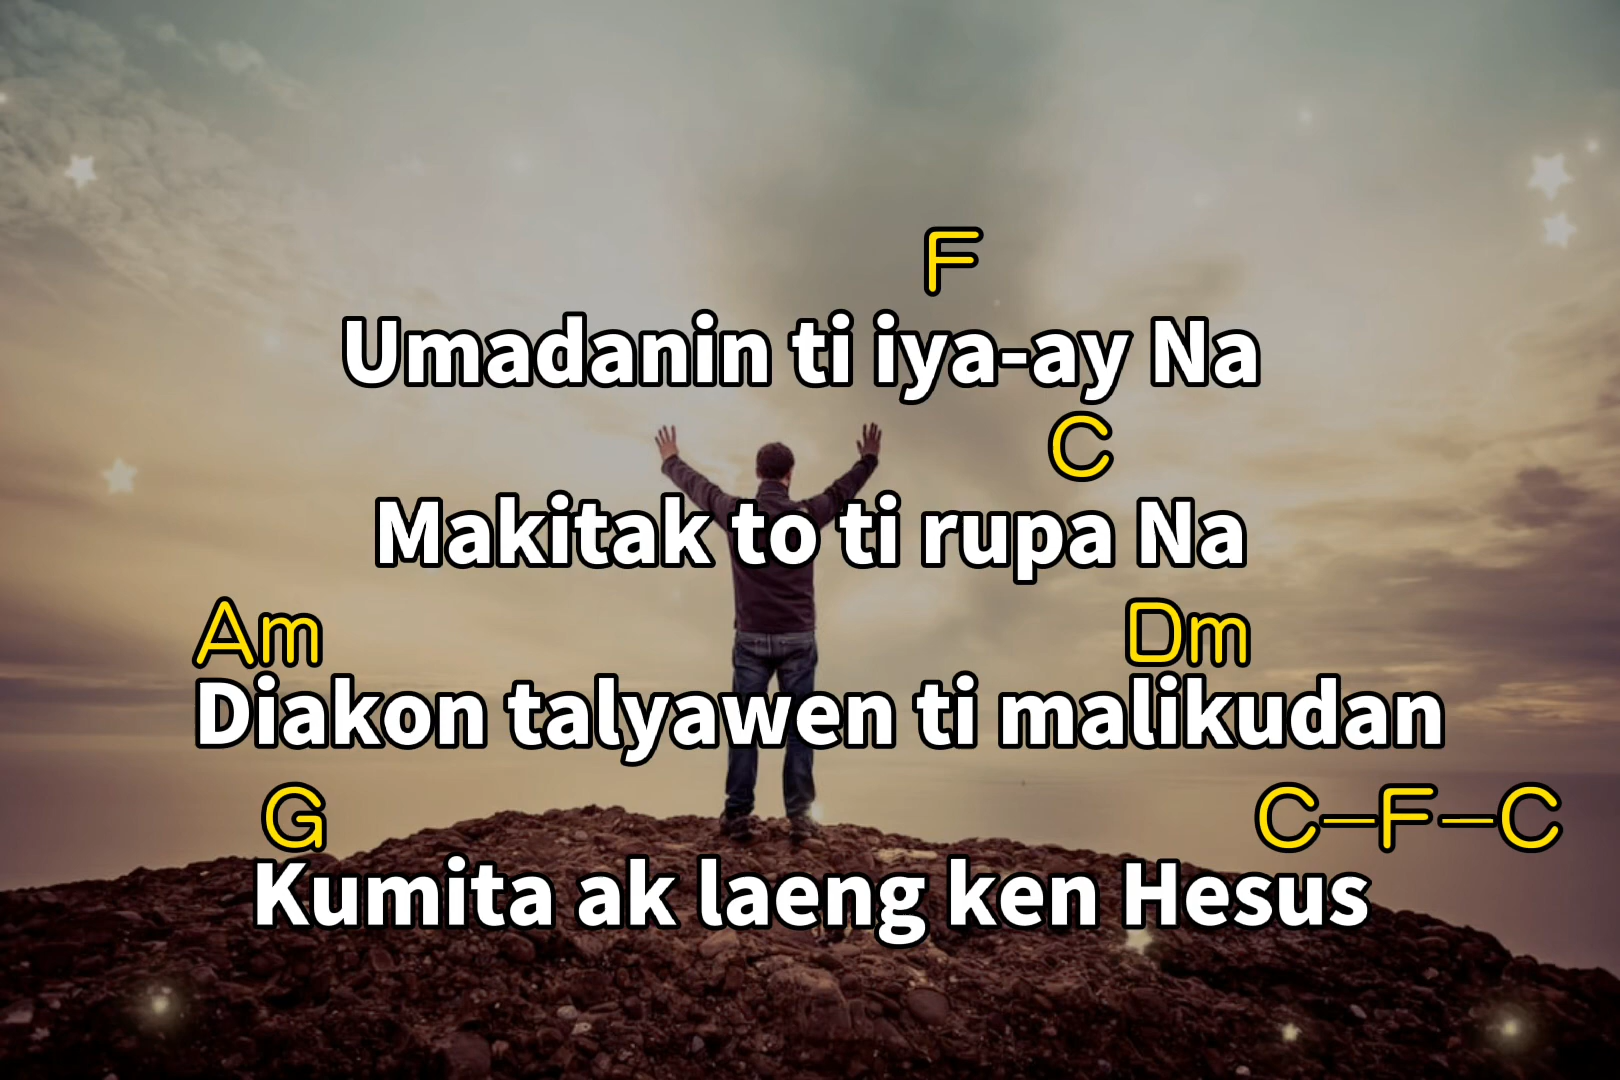 F
Umadanin ti iya-ay Na
C
Makitak to ti rupa Na
Am Dm
Diakon talyawen ti malikudan
G C-F-C
Kumita ak laeng ken Hesus